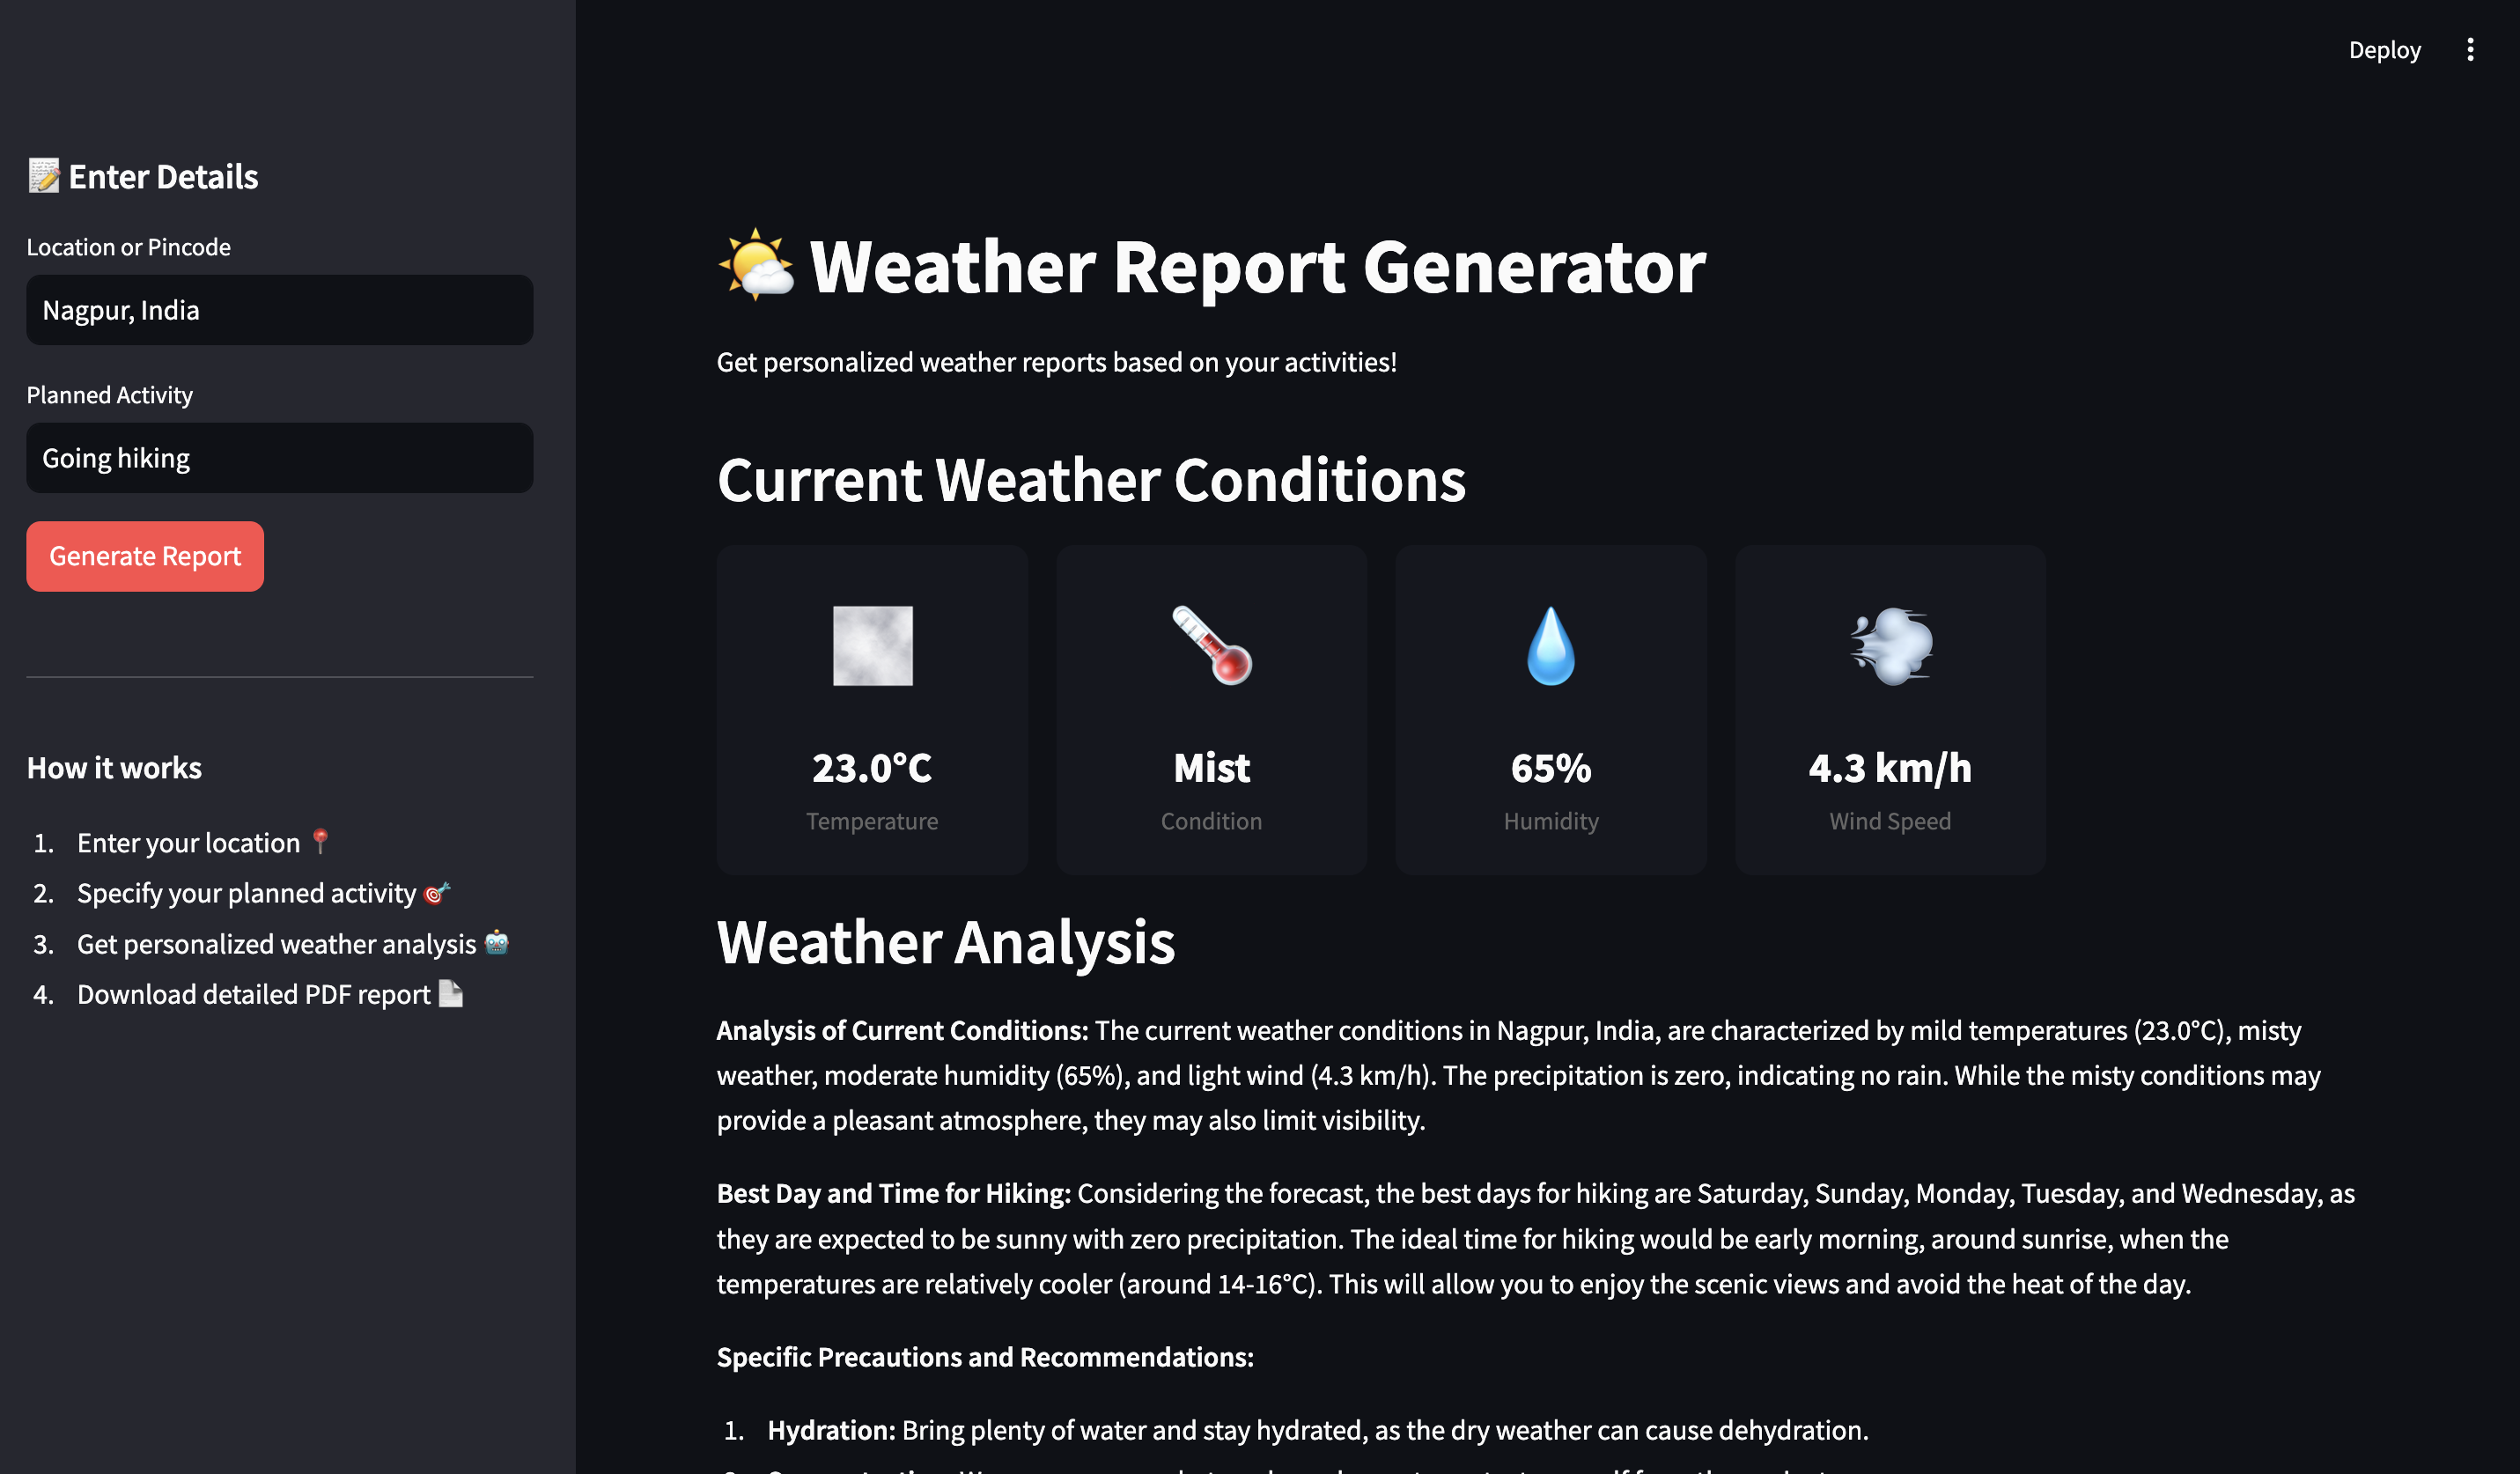 Deploy
📝 Enter Details
Location or Pincode
Nagpur, India
Planned Activity
Going hiking
Generate Report
How it works
1. Enter your location 📍
2. Specify your planned activity 🎯
3. Get personalized weather analysis 🤖
4. Download detailed PDF report 📄
🌤️ Weather Report Generator
Get personalized weather reports based on your activities!
Current Weather Conditions
23.0°C
Temperature
Mist
Condition
65%
Humidity
4.3 km/h
Wind Speed
Weather Analysis
Analysis of Current Conditions: The current weather conditions in Nagpur, India, are characterized by mild temperatures (23.0°C), misty
weather, moderate humidity (65%), and light wind (4.3 km/h). The precipitation is zero, indicating no rain. While the misty conditions may
provide a pleasant atmosphere, they may also limit visibility.
Best Day and Time for Hiking: Considering the forecast, the best days for hiking are Saturday, Sunday, Monday, Tuesday, and Wednesday, as
they are expected to be sunny with zero precipitation. The ideal time for hiking would be early morning, around sunrise, when the
temperatures are relatively cooler (around 14-16°C). This will allow you to enjoy the scenic views and avoid the heat of the day.
Specific Precautions and Recommendations:
1. Hydration: Bring plenty of water and stay hydrated, as the dry weather can cause dehydration.